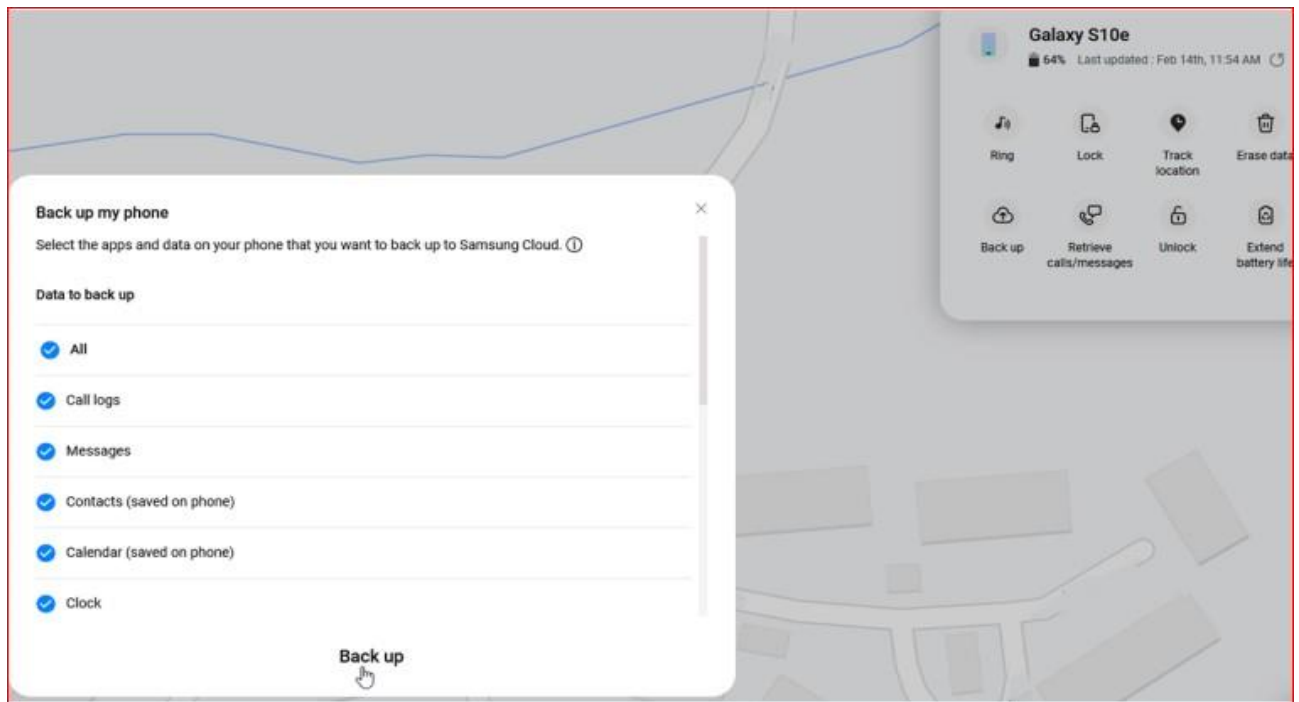 Galaxy S10e
64% Last updated : Feb 14th, 11:54 AM
Ring
Lock
Track
location
Erase data
Back up
Retrieve
calls/messages
Unlock
Extend
battery life
Back up my phone
Select the apps and data on your phone that you want to back up to Samsung Cloud.
Data to back up
All
Call logs
Messages
Contacts (saved on phone)
Calendar (saved on phone)
Clock
Back up